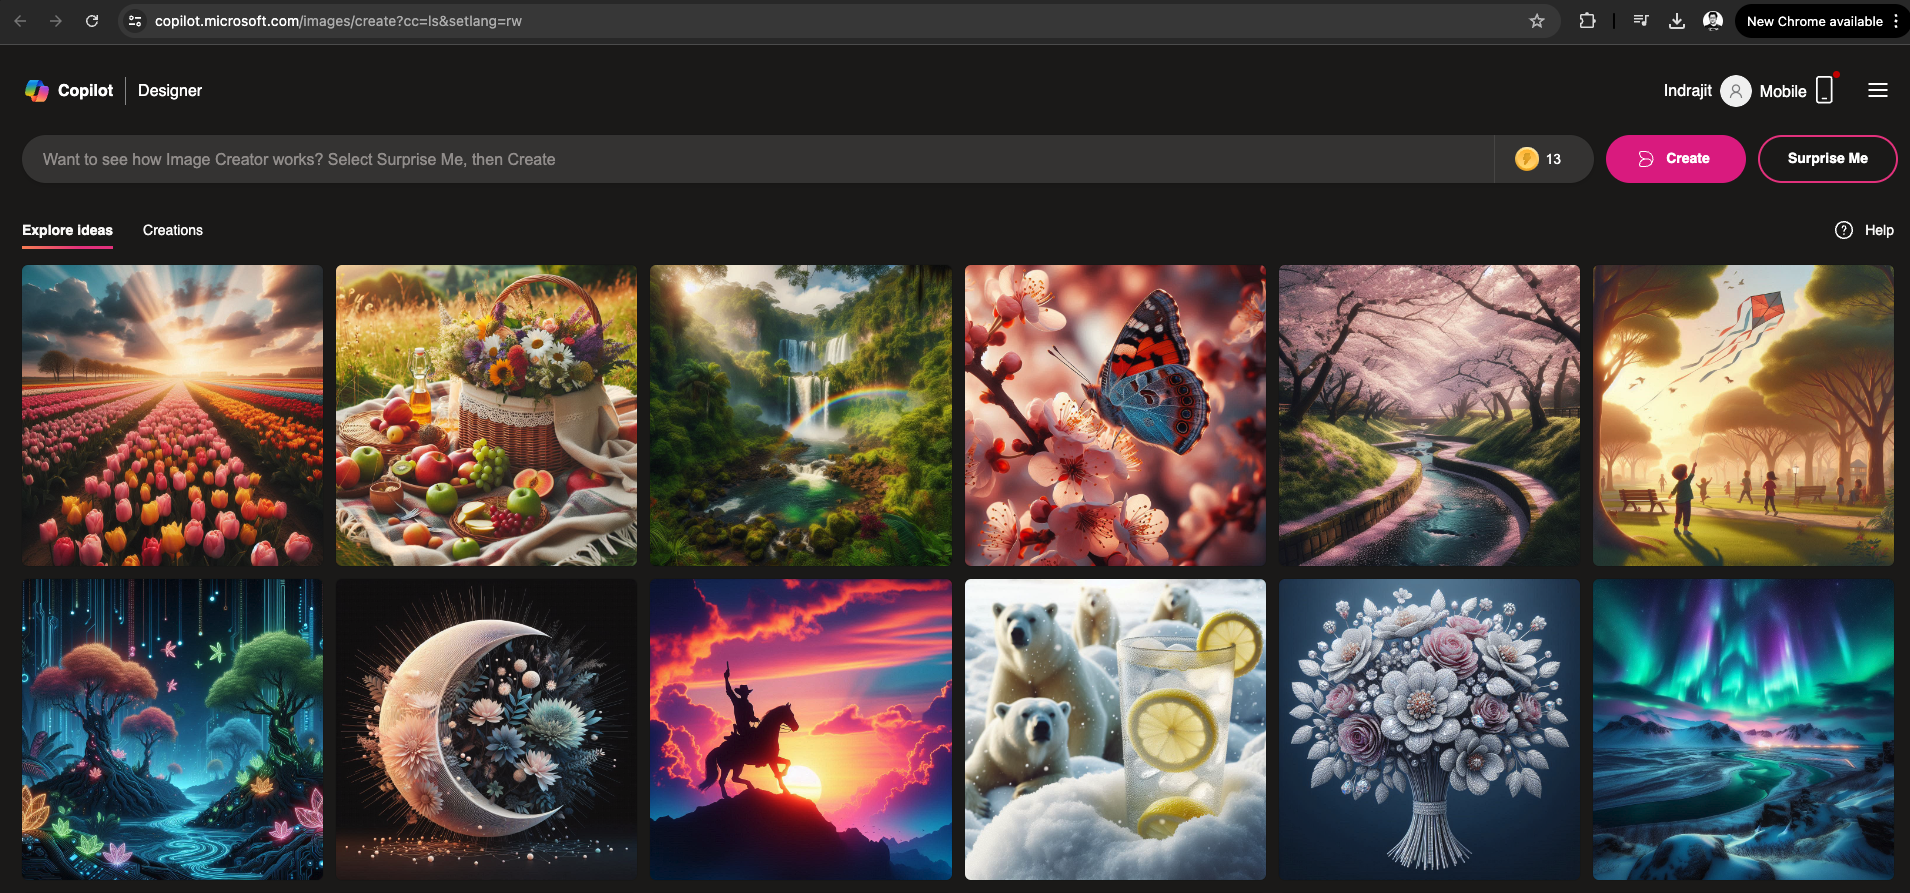 copilot.microsoft.com/images/create?cc=ls&setlang=rw
New Chrome available
Copilot
Designer
Indrajit
Mobile
Want to see how Image Creator works? Select Surprise Me, then Create
13
Create
Surprise Me
Explore ideas
Creations
Help